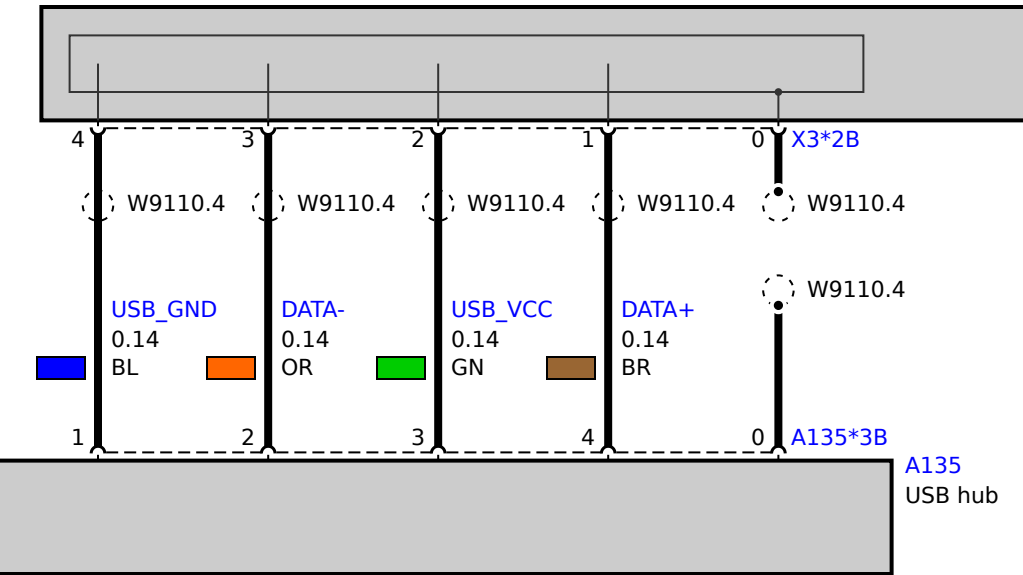 4 3 2 1 0 X3*2B
W9110.4 W9110.4 W9110.4 W9110.4 W9110.4
W9110.4
USB_GND DATA- USB_VCC DATA+
0.14 0.14 0.14 0.14
BL OR GN BR
1 2 3 4 0 A135*3B
A135
USB hub